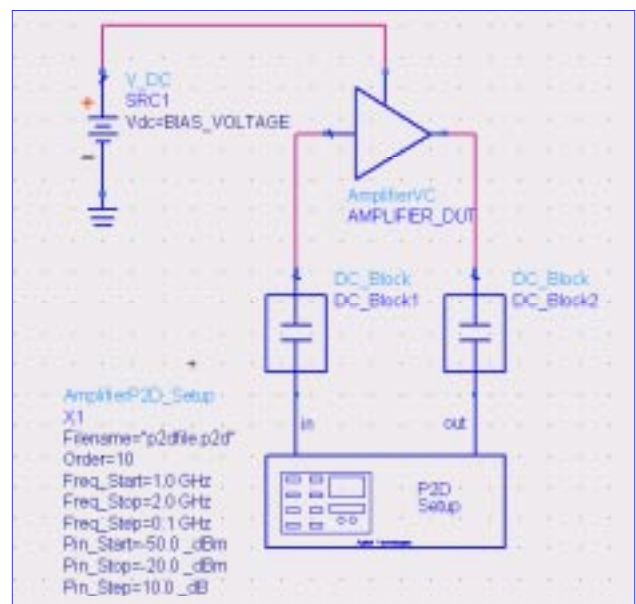 V_DC
SRC1
Vdc=BIAS_VOLTAGE
AmplifierVC
AMPLIFIER_DUT
DC_Block
DC_Block1
DC_Block
DC_Block2
AmplifierP2D_Setup
X1
Filename="p2dfile.p2d"
Order=10
Freq_Start=1.0 GHz
Freq_Stop=2.0 GHz
Freq_Step=0.1 GHz
Pin_Start=-50.0 _dBm
Pin_Stop=-20.0 _dBm
Pin_Step=10.0 _dB
in
out
P2D
Setup